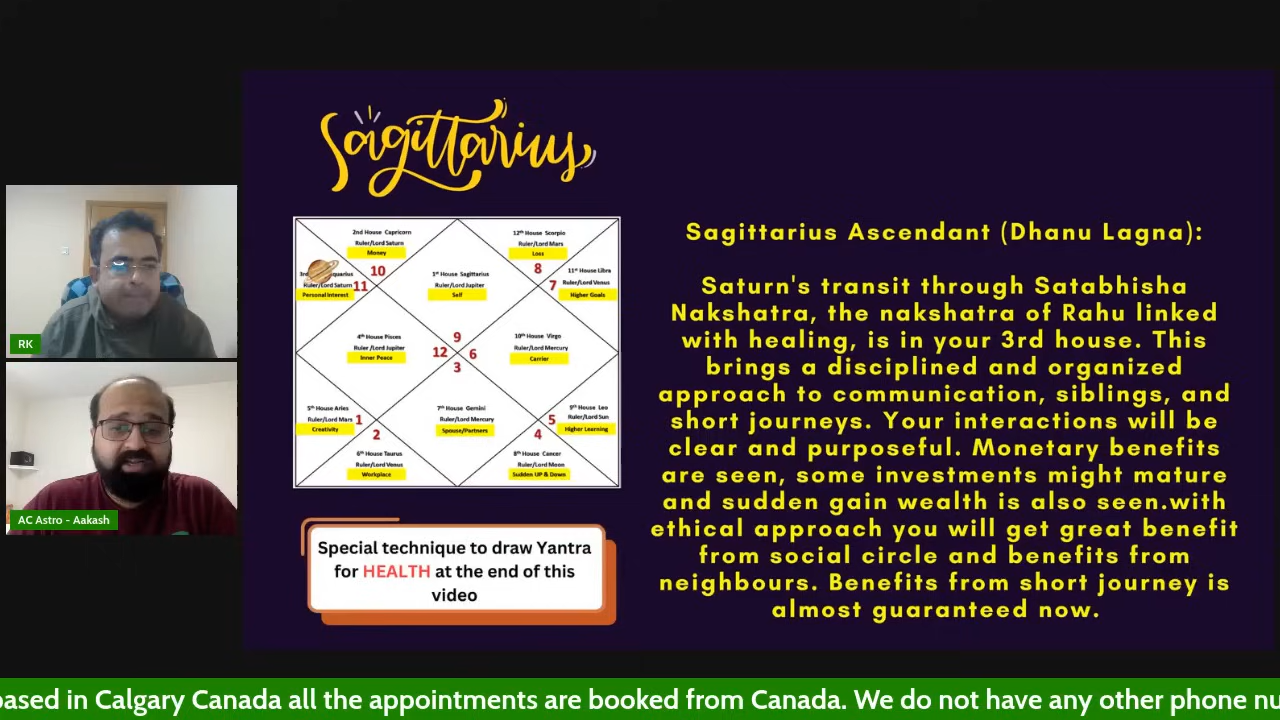 Sagittarius
2nd House Capricorn
Ruler/Lord Saturn
Money
12th House Scorpio
Ruler/Lord Mars
Loss
3rd
quarius
Ruler/Lord Saturn
Personal Interest
10
11
1st House Sagittarius
Ruler/Lord Jupiter
Self
8
7
11th House Libra
Ruler/Lord Venus
Higher Goals
4th House Pisces
Ruler/Lord Jupiter
Inner Peace
9
12
6
3
10th House Virgo
Ruler/Lord Mercury
Carrier
5th House Aries
Ruler/Lord Mars
Creativity
1
2
7th House Gemini
Ruler/Lord Mercury
Spouse/Partners
5
4
9th House Leo
Ruler/Lord Sun
Higher Learning
6th House Taurus
Ruler/Lord Venus
Workplace
8th House Cancer
Ruler/Lord Moon
Sudden UP & Down
Special technique to draw Yantra
for HEALTH at the end of this
video
Sagittarius Ascendant (Dhanu Lagna):
Saturn's transit through Satabhisha
Nakshatra, the nakshatra of Rahu linked
with healing, is in your 3rd house. This
brings a disciplined and organized
approach to communication, siblings, and
short journeys. Your interactions will be
clear and purposeful. Monetary benefits
are seen, some investments might mature
and sudden gain wealth is also seen.with
ethical approach you will get great benefit
from social circle and benefits from
neighbours. Benefits from short journey is
almost guaranteed now.
RK
AC Astro - Aakash
based in Calgary Canada all the appointments are booked from Canada. We do not have any other phone nu